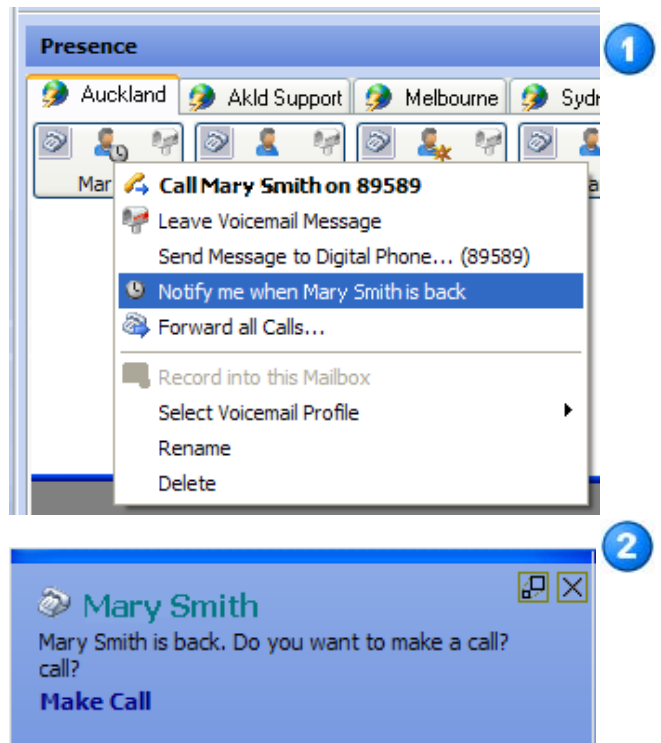 Presence
1
Auckland Akld Support Melbourne Syd
Mar
Call Mary Smith on 89589
Leave Voicemail Message
Send Message to Digital Phone... (89589)
Notify me when Mary Smith is back
Forward all Calls...
Record into this Mailbox
Select Voicemail Profile
Rename
Delete
2
Mary Smith
Mary Smith is back. Do you want to make a call?
call?
Make Call